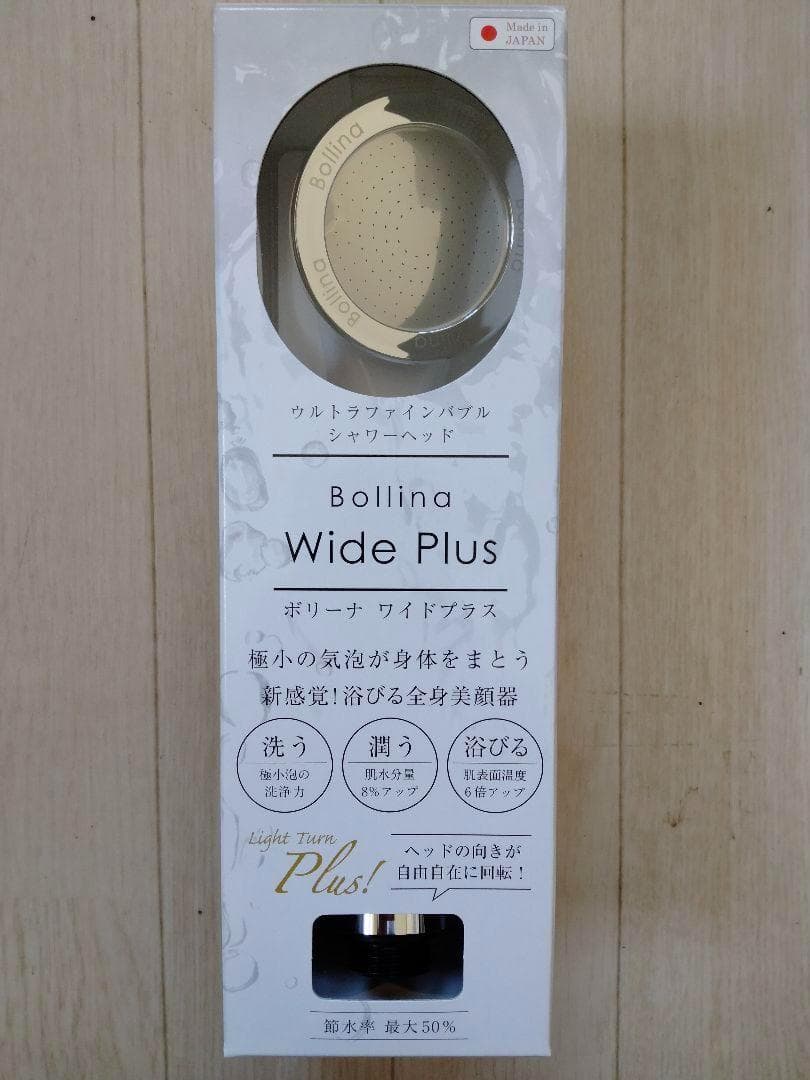 Made in
JAPAN
Bollina
Bollina
ウルトラファインバブル
シャワーヘッド
Bollina
Wide Plus
ボリーナ ワイドプラス
極小の気泡が身体をまとう
新感覚!浴びる全身美顔器
洗う
極小泡の
洗浄力
潤う
肌水分量
8%アップ
浴びる
肌表面温度
6倍アップ
Light Turn
Plus!
ヘッドの向きが
自由自在に回転!
節水率 最大50%